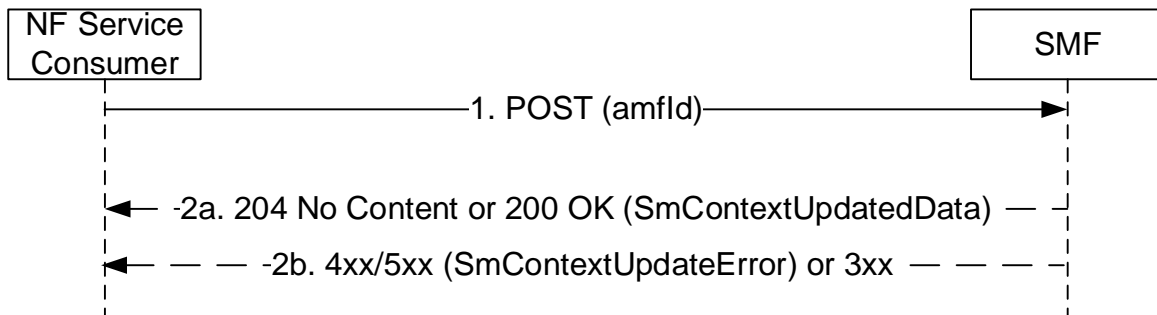 NF Service
Consumer
SMF
1. POST (amfId)
2a. 204 No Content or 200 OK (SmContextUpdatedData)
2b. 4xx/5xx (SmContextUpdateError) or 3xx